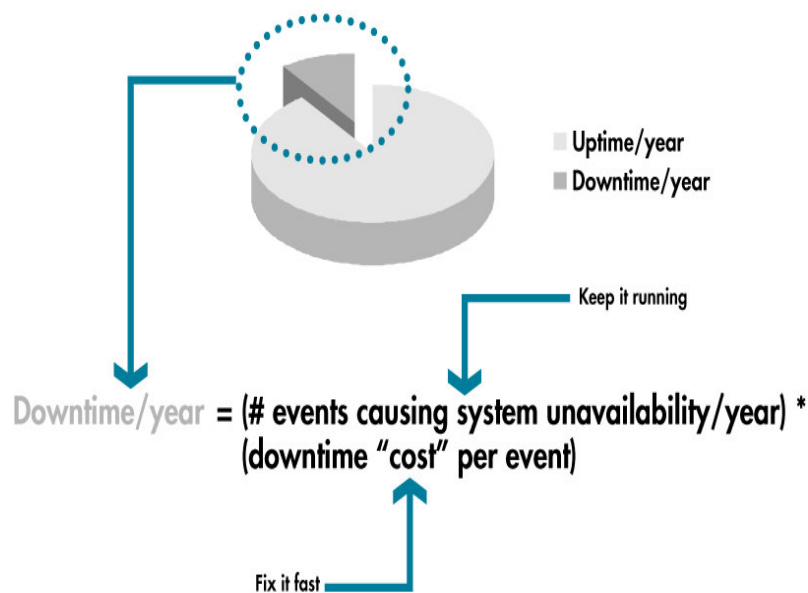 Uptime/year
Downtime/year
Keep it running
Downtime/year = (# events causing system unavailability/year) *
(downtime “cost” per event)
Fix it fast